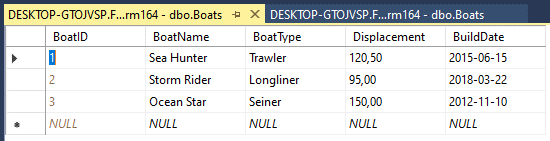 DESKTOP-GTOJVSP.F...rm164 - dbo.Boats DESKTOP-GTOJVSP.F...rm164 - dbo.Boats
BoatID BoatName BoatType Displacement BuildDate
1 Sea Hunter Trawler 120,50 2015-06-15
2 Storm Rider Longliner 95,00 2018-03-22
3 Ocean Star Seiner 150,00 2012-11-10
NULL NULL NULL NULL NULL